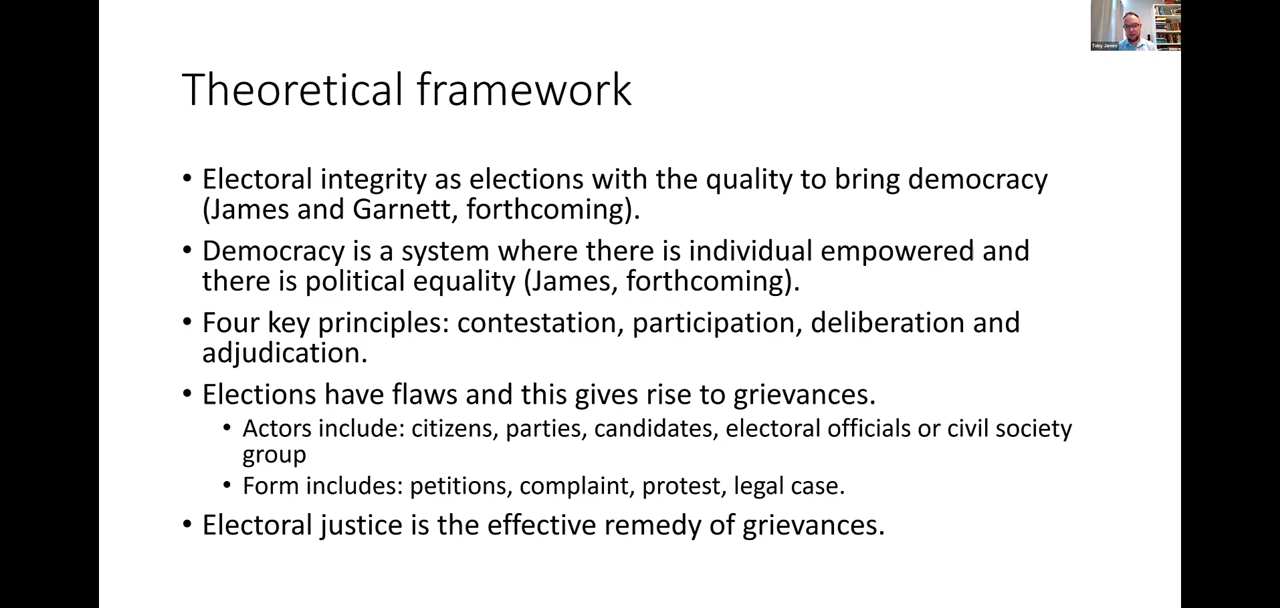 Toby James
Theoretical framework
• Electoral integrity as elections with the quality to bring democracy
(James and Garnett, forthcoming).
• Democracy is a system where there is individual empowered and
there is political equality (James, forthcoming).
• Four key principles: contestation, participation, deliberation and
adjudication.
• Elections have flaws and this gives rise to grievances.
• Actors include: citizens, parties, candidates, electoral officials or civil society
group
• Form includes: petitions, complaint, protest, legal case.
• Electoral justice is the effective remedy of grievances.